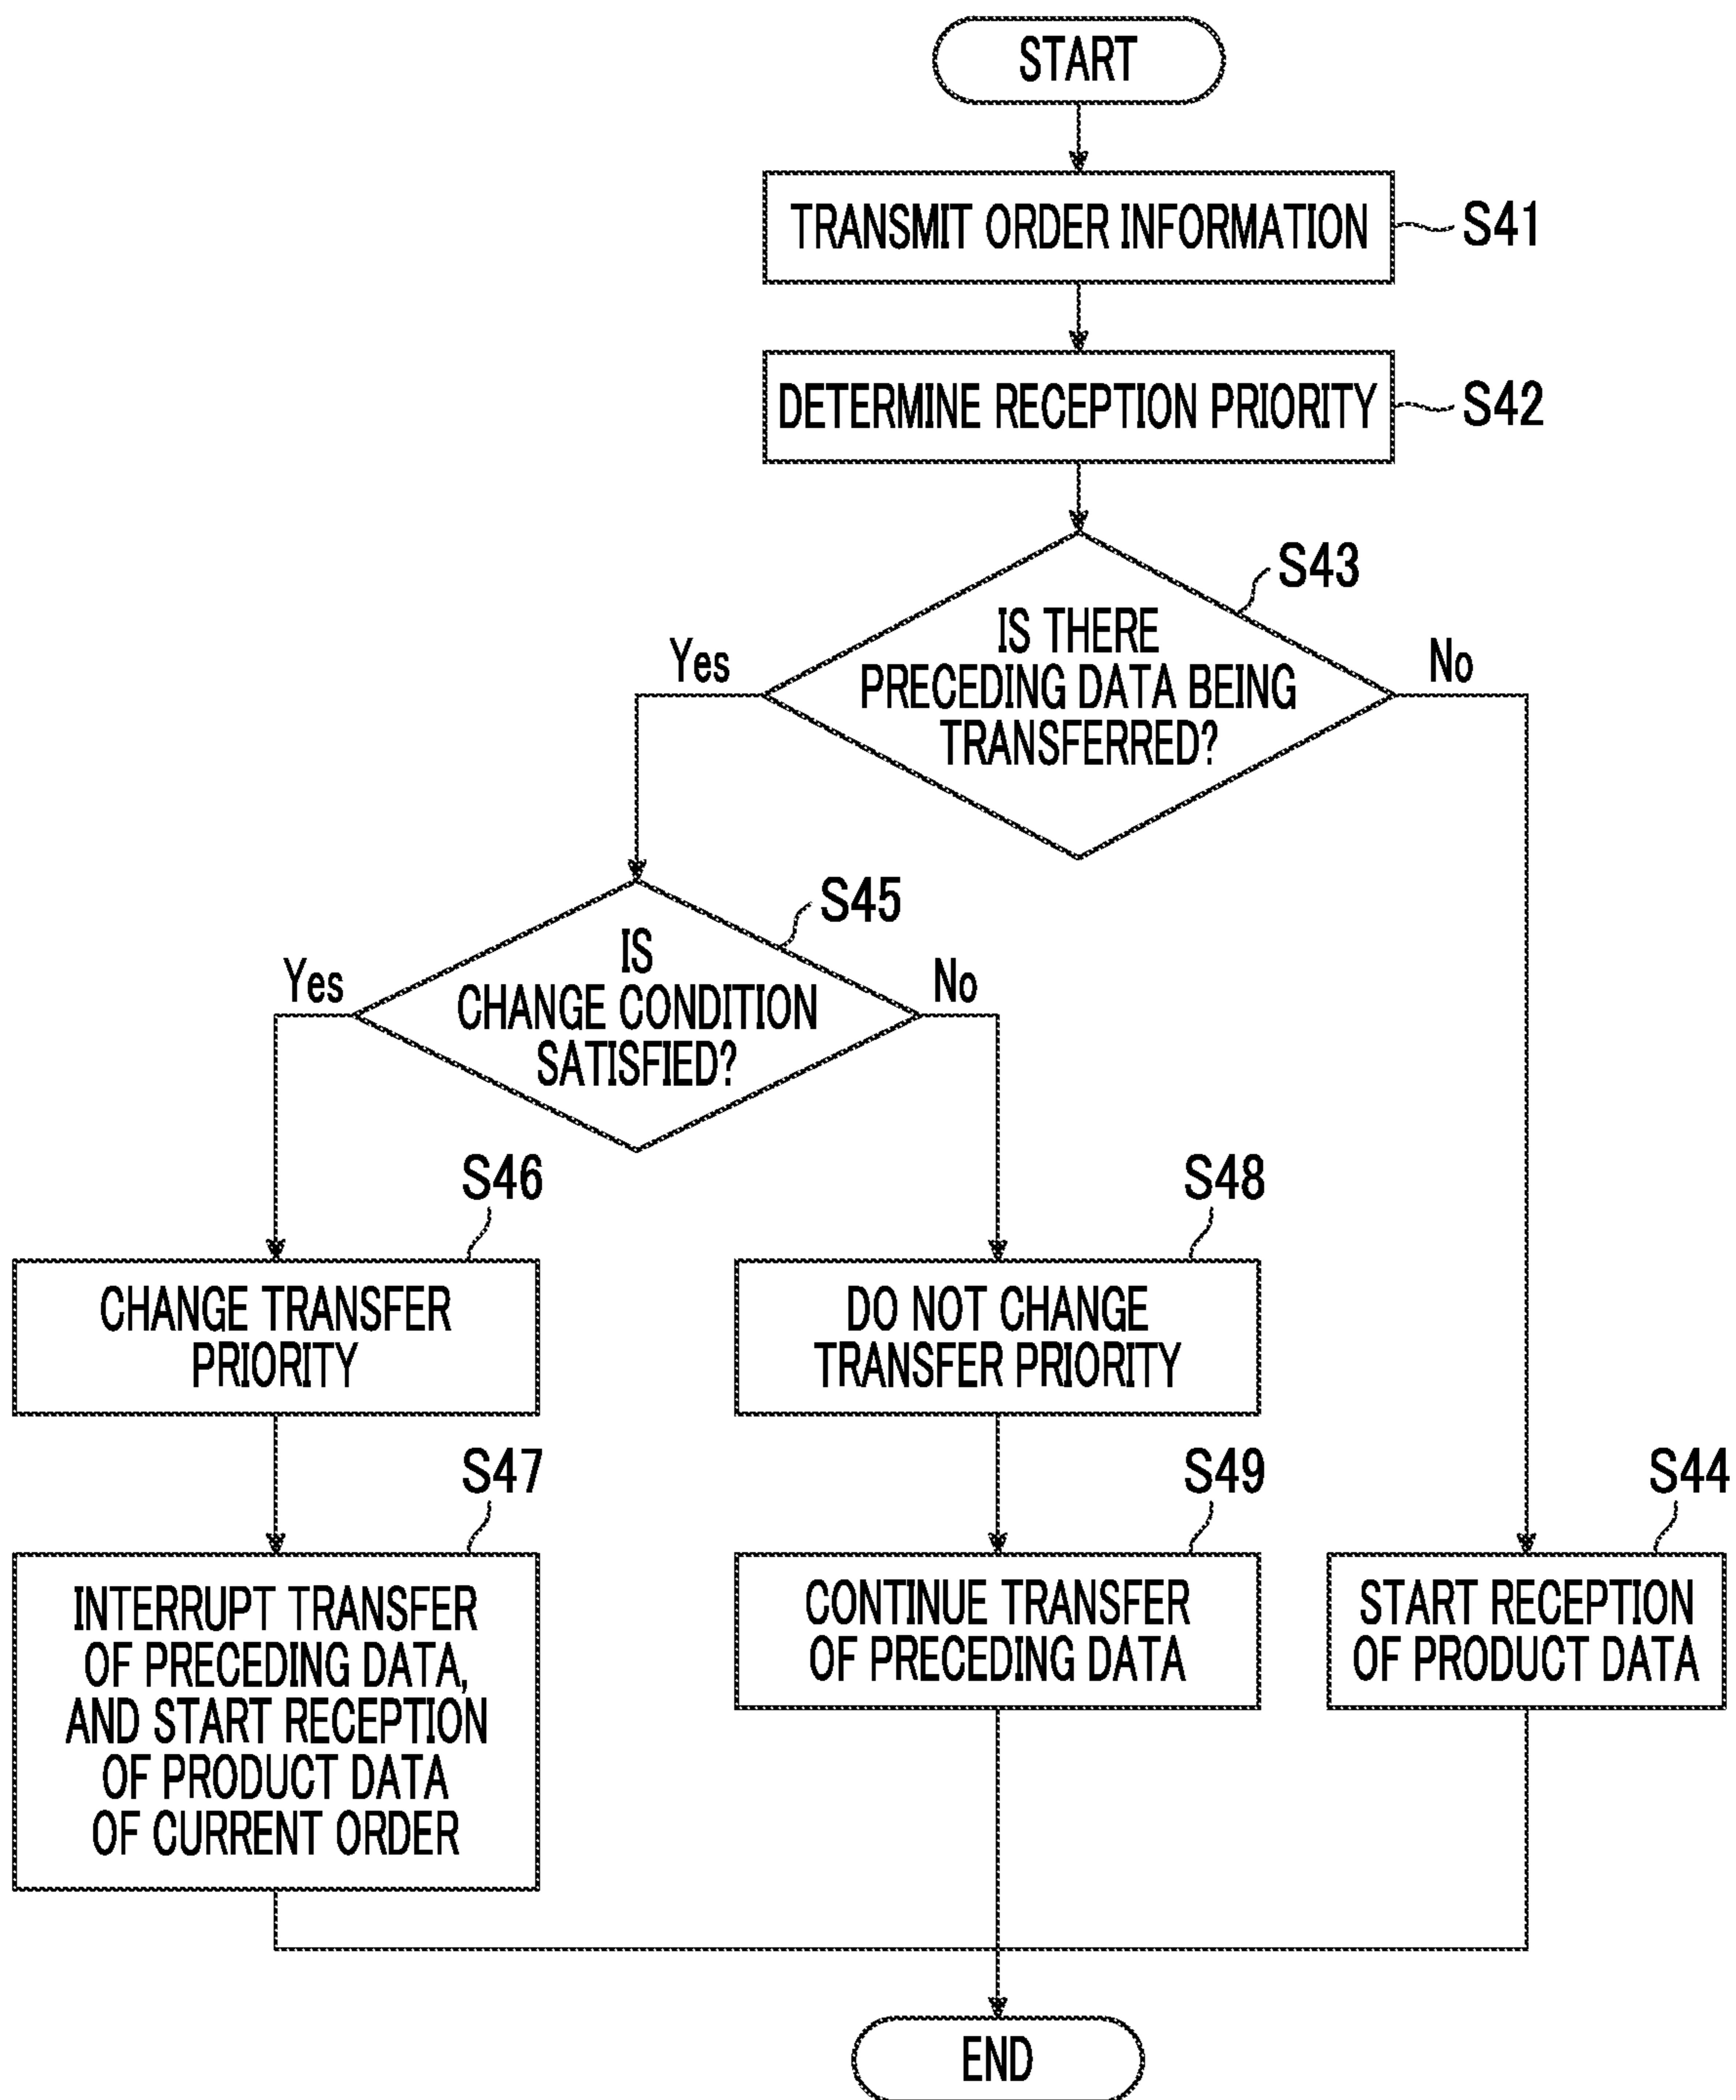 START
TRANSMIT ORDER INFORMATION
S41
DETERMINE RECEPTION PRIORITY
S42
S43
IS THERE
PRECEDING DATA BEING
TRANSFERRED?
Yes
No
S45
IS
CHANGE CONDITION
SATISFIED?
Yes
No
S46
CHANGE TRANSFER
PRIORITY
S48
DO NOT CHANGE
TRANSFER PRIORITY
S47
INTERRUPT TRANSFER
OF PRECEDING DATA,
AND START RECEPTION
OF PRODUCT DATA
OF CURRENT ORDER
S49
CONTINUE TRANSFER
OF PRECEDING DATA
S44
START RECEPTION
OF PRODUCT DATA
END